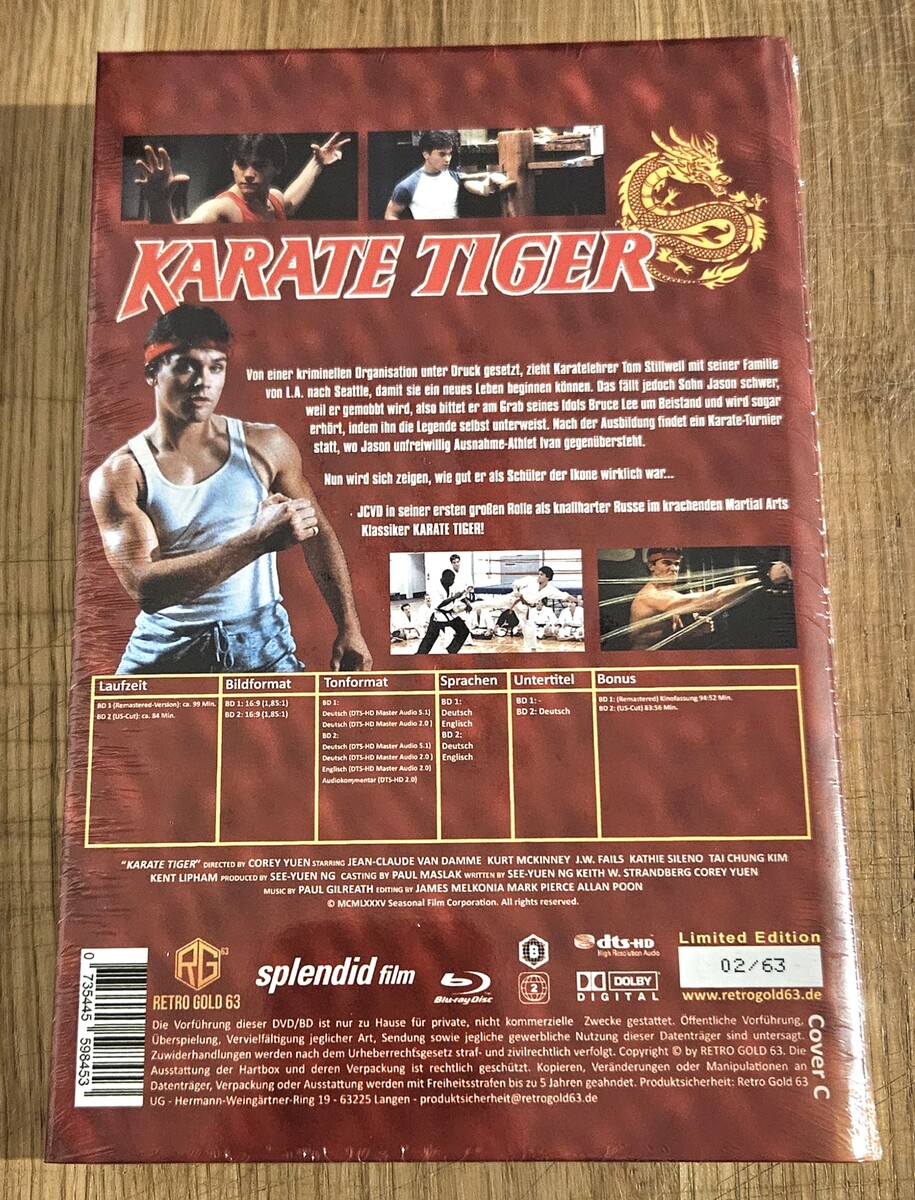 KARATE TIGER
Von einer kriminellen Organisation unter Druck gesetzt, zieht Karatelehrer Tom Stillwell mit seiner Familie
von L.A. nach Seattle, damit sie ein neues Leben beginnen können. Das fällt jedoch Sohn Jason schwer,
weil er gemobbt wird, also bittet er am Grab seines Idols Bruce Lee um Beistand und wird sogar
erhört, indem ihn die Legende selbst unterweist. Nach der Ausbildung findet ein Karate-Turnier
statt, wo Jason unfreiwillig Ausnahme-Athlet Ivan gegenübersteht.
Nun wird sich zeigen, wie gut er als Schüler der Ikone wirklich war...
JCVD in seiner ersten großen Rolle als knallharter Russe im krachenden Martial Arts
Klassiker KARATE TIGER!
Laufzeit
BD 1 (Remastered-Version): ca. 99 Min.
BD 2 (US-Cut): ca. 84 Min.
Bildformat
BD 1: 16:9 (1,85:1)
BD 2: 16:9 (1,85:1)
Tonformat
BD 1:
Deutsch (DTS-HD Master Audio 5.1)
Deutsch (DTS-HD Master Audio 2.0 )
BD 2:
Deutsch (DTS-HD Master Audio 5.1)
Deutsch (DTS-HD Master Audio 2.0 )
Englisch (DTS-HD Master Audio 2.0)
Audiokommentar (DTS-HD 2.0)
Sprachen
BD 1:
Deutsch
Englisch
BD 2:
Deutsch
Englisch
Untertitel
BD 1: -
BD 2: Deutsch
Bonus
BD 1: (Remastered) Kinofassung 94:52 Min.
BD 2: (US-Cut) 83:56 Min.
"KARATE TIGER" DIRECTED BY COREY YUEN STARRING JEAN-CLAUDE VAN DAMME KURT MCKINNEY J.W. FAILS KATHIE SILENO TAI CHUNG KIM
KENT LIPHAM PRODUCED BY SEE-YUEN NG CASTING BY PAUL MASLAK WRITTEN BY SEE-YUEN NG KEITH W. STRANDBERG COREY YUEN
MUSIC BY PAUL GILREATH EDITING BY JAMES MELKONIA MARK PIERCE ALLAN POON
© MCMLXXXV Seasonal Film Corporation. All rights reserved.
0 735445 598453
RG 63
RETRO GOLD 63
splendid film
Blu-ray Disc
B
2
dts-HD
High Resolution Audio
DOLBY
DIGITAL
Limited Edition
02/63
www.retrogold63.de
Die Vorführung dieser DVD/BD ist nur zu Hause für private, nicht kommerzielle Zwecke gestattet. Öffentliche Vorführung,
Überspielung, Vervielfältigung jeglicher Art, Sendung sowie jegliche gewerbliche Nutzung dieser Datenträger sind untersagt.
Zuwiderhandlungen werden nach dem Urheberrechtsgesetz straf- und zivilrechtlich verfolgt. Copyright © by RETRO GOLD 63. Die
Ausstattung der Hartbox und deren Verpackung ist rechtlich geschützt. Kopieren, Veränderungen oder Manipulationen an
Datenträger, Verpackung oder Ausstattung werden mit Freiheitsstrafen bis zu 5 Jahren geahndet. Produktsicherheit: Retro Gold 63
UG - Hermann-Weingärtner-Ring 19 - 63225 Langen - produktsicherheit@retrogold63.de
Cover C